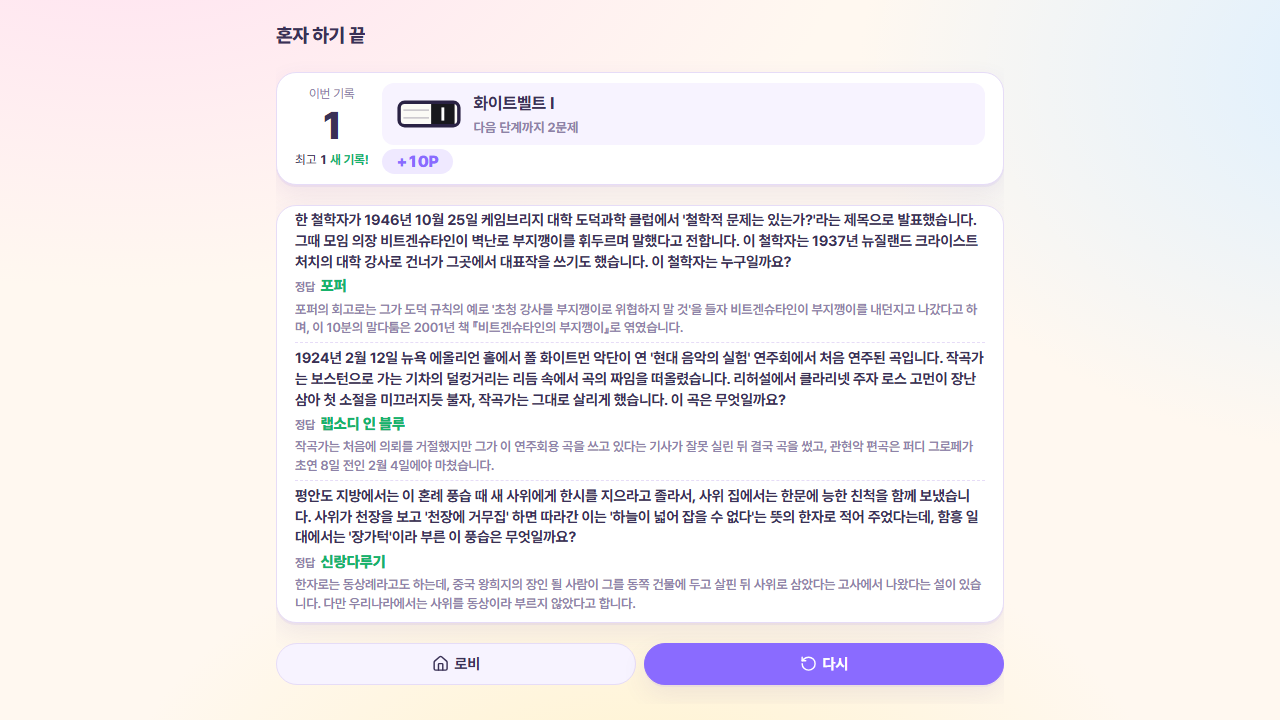 혼자 하기 끝
이번 기록
1
최고 1 새 기록!
화이트벨트 I
다음 단계까지 2문제
+10P
한 철학자가 1946년 10월 25일 케임브리지 대학 도덕과학 클럽에서 '철학적 문제는 있는가?'라는 제목으로 발표했습니다.
그때 모임 의장 비트겐슈타인이 벽난로 부지깽이를 휘두르며 말했다고 전합니다. 이 철학자는 1937년 뉴질랜드 크라이스트
처치의 대학 강사로 건너가 그곳에서 대표작을 쓰기도 했습니다. 이 철학자는 누구일까요?
정답 포퍼
포퍼의 회고로는 그가 도덕 규칙의 예로 '초청 강사를 부지깽이로 위협하지 말 것'을 들자 비트겐슈타인이 부지깽이를 내던지고 나갔다고 하
며, 이 10분의 말다툼은 2001년 책 『비트겐슈타인의 부지깽이』로 엮였습니다.
1924년 2월 12일 뉴욕 에올리언 홀에서 폴 화이트먼 악단이 연 '현대 음악의 실험' 연주회에서 처음 연주된 곡입니다. 작곡가
는 보스턴으로 가는 기차의 덜컹거리는 리듬 속에서 곡의 짜임을 떠올렸습니다. 리허설에서 클라리넷 주자 로스 고먼이 장난
삼아 첫 소절을 미끄러지듯 불자, 작곡가는 그대로 살리게 했습니다. 이 곡은 무엇일까요?
정답 랩소디 인 블루
작곡가는 처음에 의뢰를 거절했지만 그가 이 연주회용 곡을 쓰고 있다는 기사가 잘못 실린 뒤 결국 곡을 썼고, 관현악 편곡은 퍼디 그로페가
초연 8일 전인 2월 4일에야 마쳤습니다.
평안도 지방에서는 이 혼례 풍습 때 새 사위에게 한시를 지으라고 졸라서, 사위 집에서는 한문에 능한 친척을 함께 보냈습니
다. 사위가 천장을 보고 '천장에 거무집' 하면 따라간 이는 '하늘이 넓어 잡을 수 없다'는 뜻의 한자로 적어 주었다는데, 함흥 일
대에서는 '장가턱'이라 부른 이 풍습은 무엇일까요?
정답 신랑다루기
한자로는 동상례라고도 하는데, 중국 왕희지의 장인 될 사람이 그를 동쪽 건물에 두고 살핀 뒤 사위로 삼았다는 고사에서 나왔다는 설이 있습
니다. 다만 우리나라에서는 사위를 동상이라 부르지 않았다고 합니다.
로비
다시